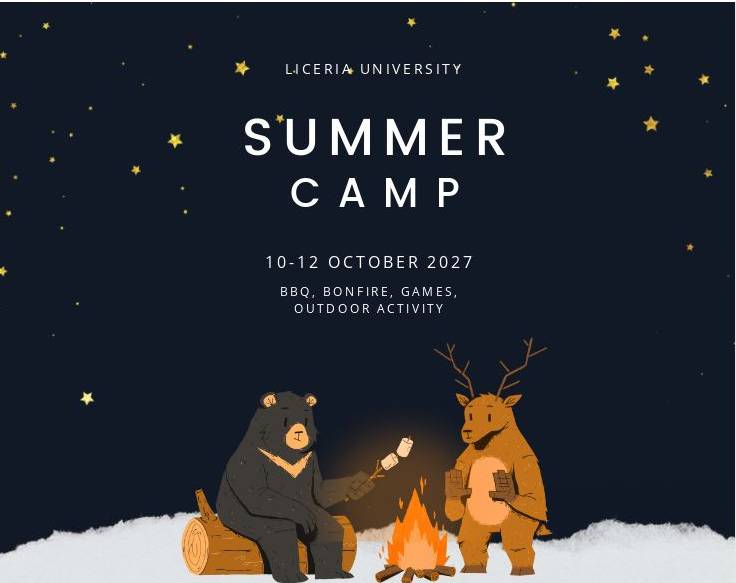 LICERIA UNIVERSITY
SUMMER
CAMP
10-12 OCTOBER 2027
BBQ, BONFIRE, GAMES,
OUTDOOR ACTIVITY